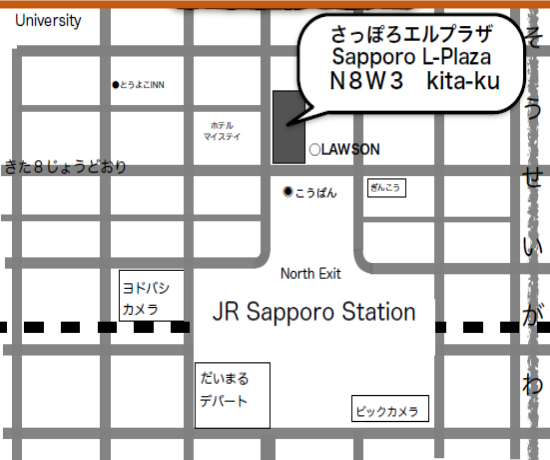 University
さっぽろエルプラザ
Sapporo L-Plaza
N8W3 kita-ku
●とうよこINN
ホテル
マイステイ
○LAWSON
きた8じょうどおり
●こうばん
ぎんこう
North Exit
ヨドバシ
カメラ
JR Sapporo Station
だいまる
デパート
ビックカメラ
そうせいがわ